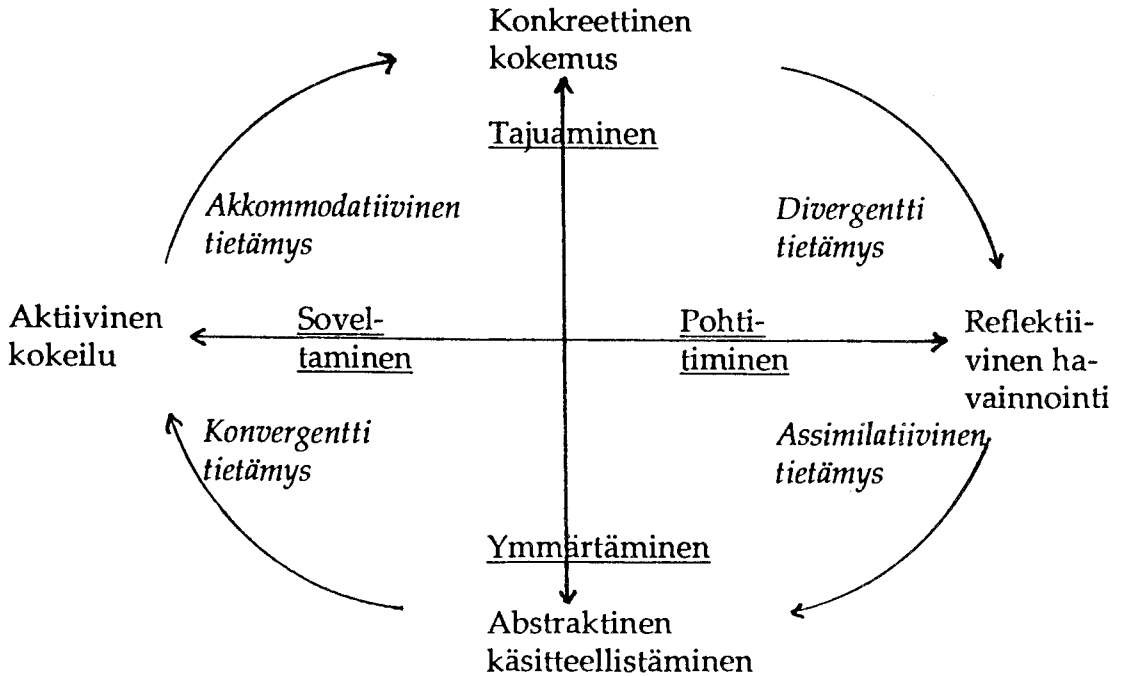 Konkreettinen
kokemus
Tajuaminen
Akkommodatiivinen
tietämys
Divergentti
tietämys
Aktiivinen
kokeilu
Sovel-
taminen
Pohti-
timinen
Reflektii-
vinen ha-
vainnointi
Konvergentti
tietämys
Assimilatiivinen
tietämys
Ymmärtäminen
Abstraktinen
käsitteellistäminen